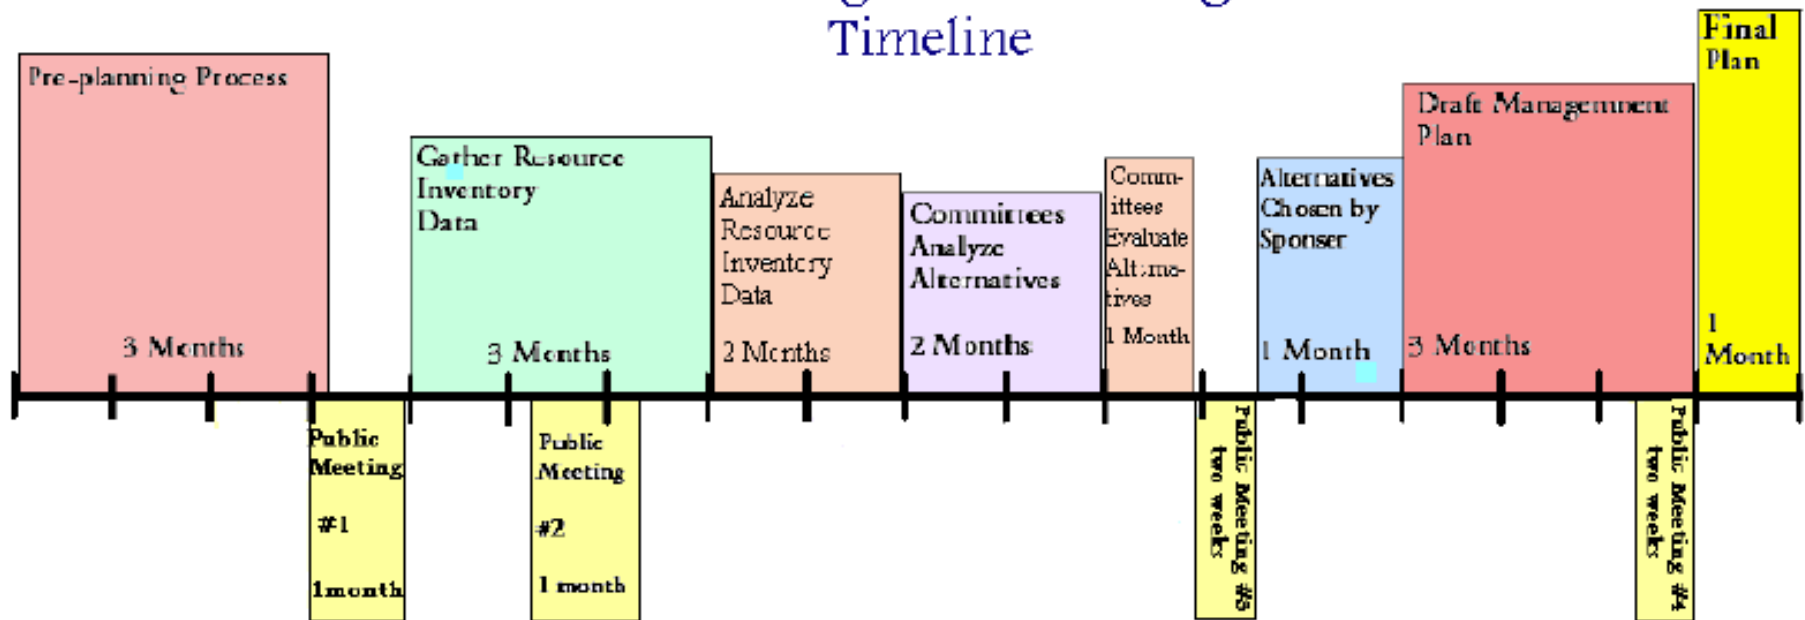 Timeline
Pre-planning Process
3 Months
Public
Meeting
#1
1month
Gather Resource
Inventory
Data
3 Months
Public
Meeting
#2
1 month
Analyze
Resource
Inventory
Data
2 Months
Committees
Analyze
Alternatives
2 Months
Comm-
ittees
Evaluate
Alterna-
tives
1 Month
Public Meeting #3
two weeks
Alternatives
Chosen by
Sponser
1 Month
Draft Managemnent
Plan
3 Months
Public Meeting #4
two weeks
Final
Plan
1
Month